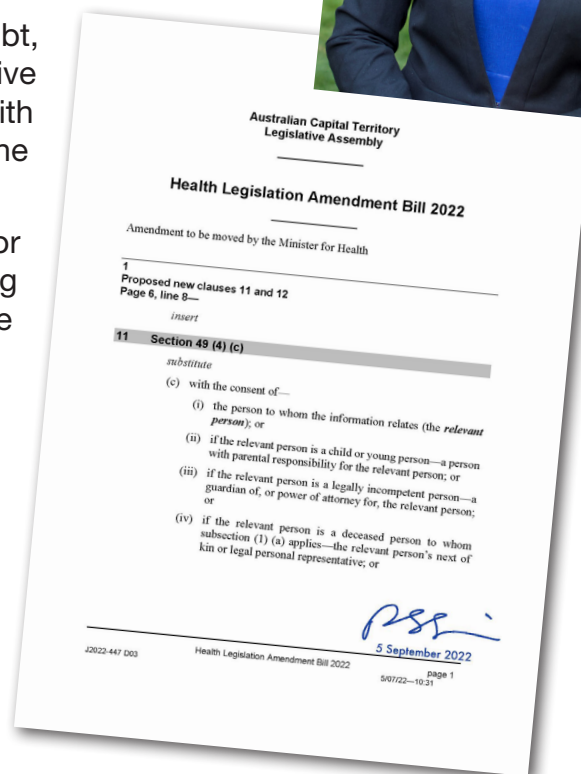 bt,
ive
ith
ne
or
g
e
Australian Capital Territory
Legislative Assembly
Health Legislation Amendment Bill 2022
Amendment to be moved by the Minister for Health
1
Proposed new clauses 11 and 12
Page 6, line 8—
insert
11 Section 49 (4) (c)
substitute
(c) with the consent of—
(i) the person to whom the information relates (the relevant
person); or
(ii) if the relevant person is a child or young person—a person
with parental responsibility for the relevant person; or
(iii) if the relevant person is a legally incompetent person—a
guardian of, or power of attorney for, the relevant person;
or
(iv) if the relevant person is a deceased person to whom
subsection (1) (a) applies—the relevant person's next of
kin or legal personal representative; or
5 September 2022
J2022-447 D03 Health Legislation Amendment Bill 2022 page 1
5/07/22—10:31